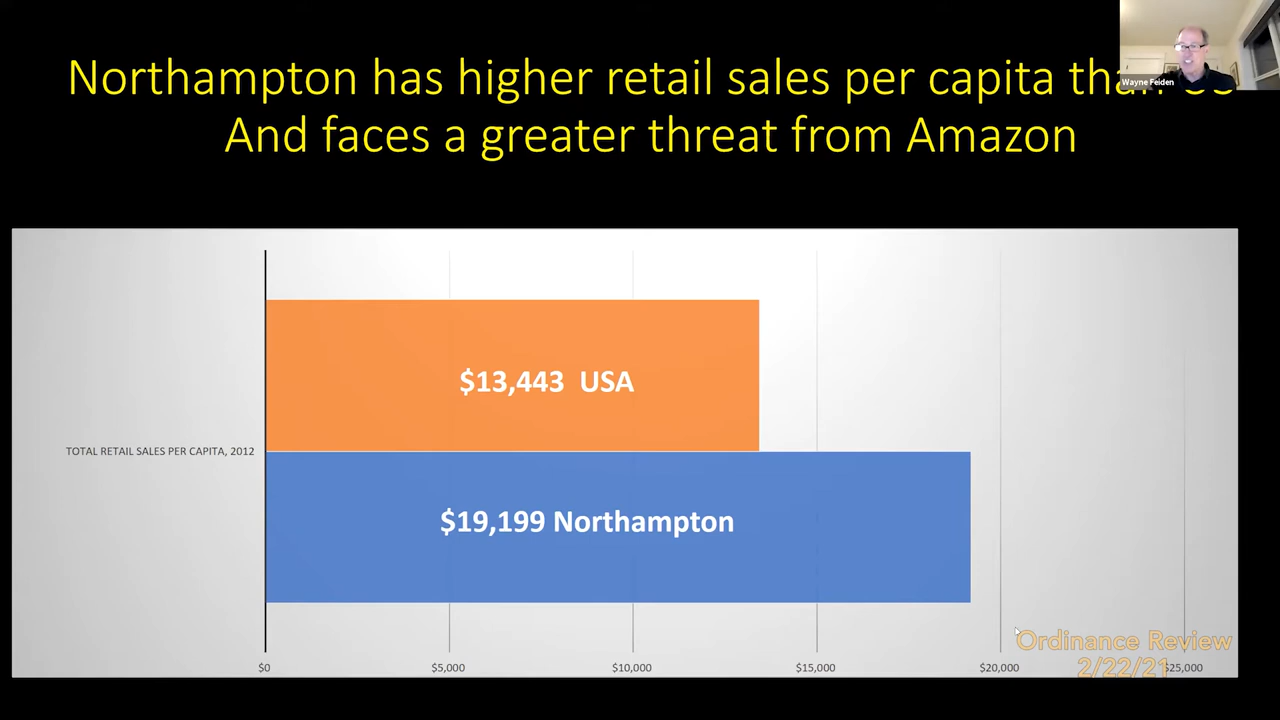 Northampton has higher retail sales per capita than
And faces a greater threat from Amazon
Wayne Feiden
$13,443 USA
TOTAL RETAIL SALES PER CAPITA, 2012
$19,199 Northampton
$0 $5,000 $10,000 $15,000 $20,000 $25,000
Ordinance Review
2/22/21